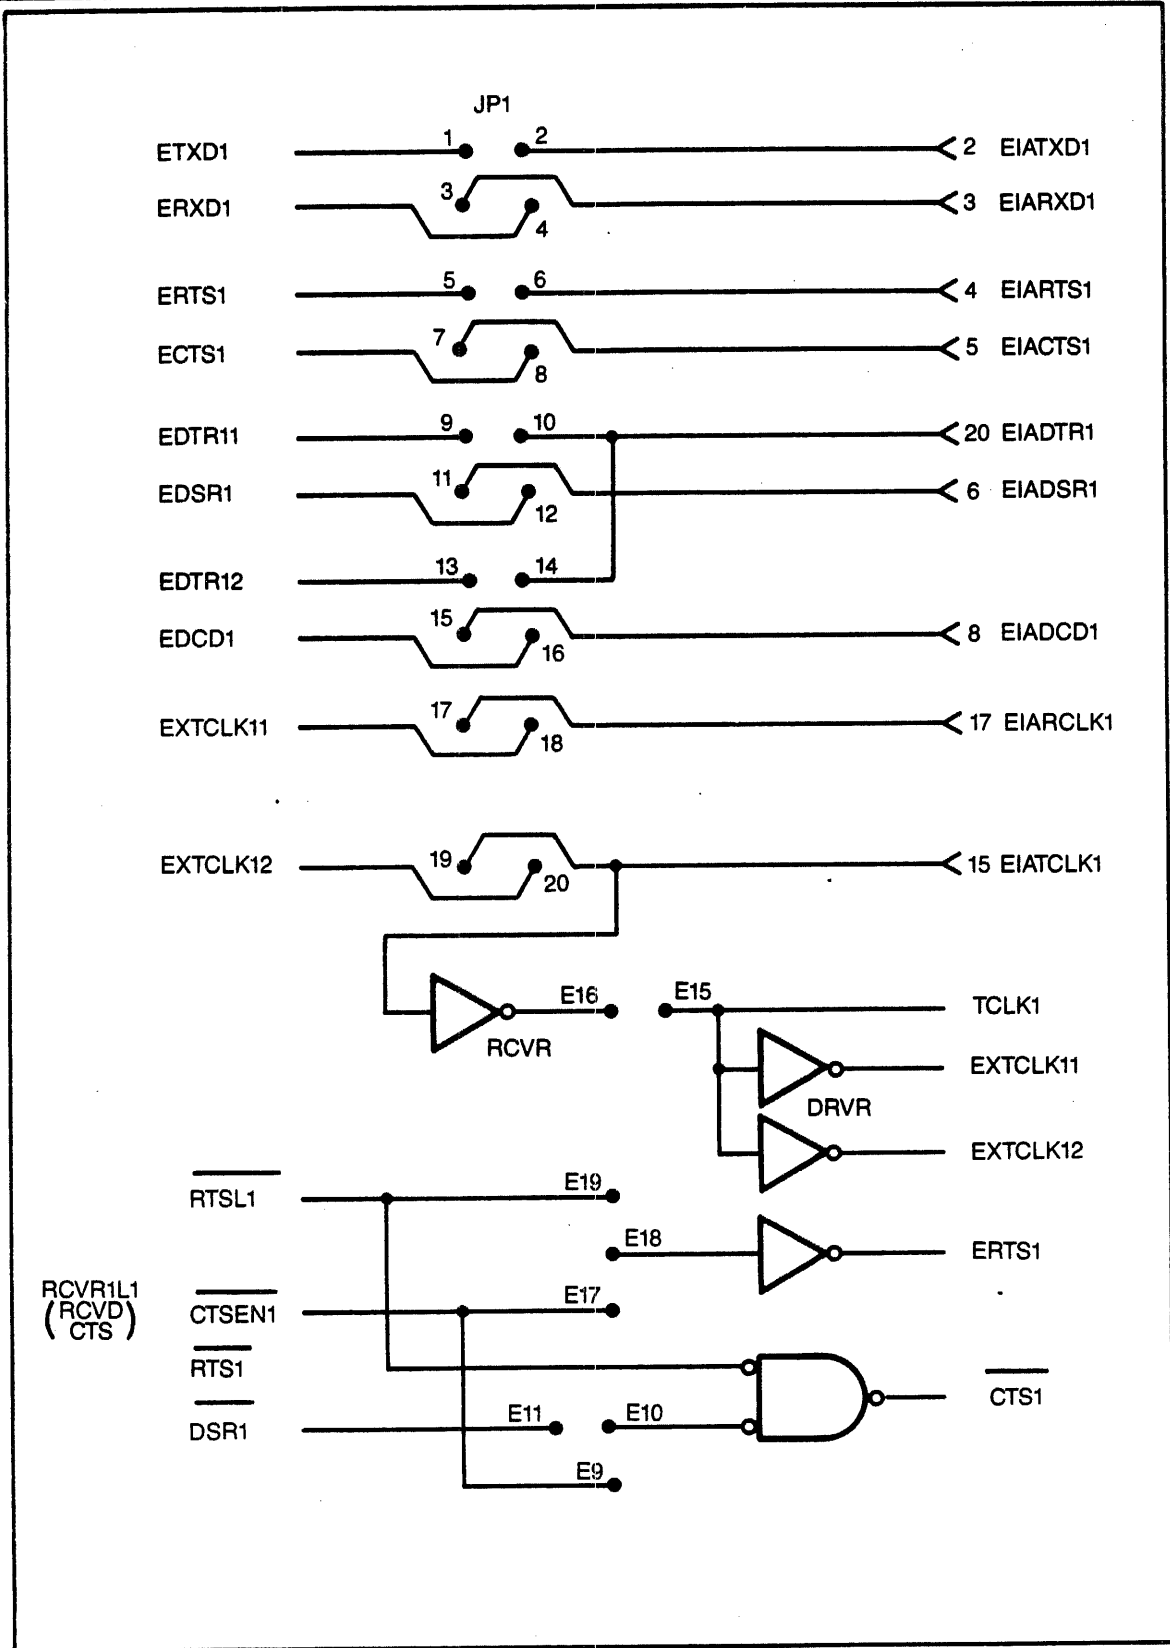 JP1
ETXD1 1 2 2 EIATXD1
ERXD1 3 4 3 EIARXD1
ERTS1 5 6 4 EIARTS1
ECTS1 7 8 5 EIACTS1
EDTR11 9 10 20 EIADTR1
EDSR1 11 12 6 EIADSR1
EDTR12 13 14
EDCD1 15 16 8 EIADCD1
EXTCLK11 17 18 17 EIARCLK1
EXTCLK12 19 20 15 EIATCLK1
E16 E15 TCLK1
RCVR
EXTCLK11
DRVR
EXTCLK12
RTSL1 E19
E18 ERTS1
RCVR1L1
(RCVD
CTS)
CTSEN1 E17
RTS1
CTS1
DSR1 E11 E10
E9